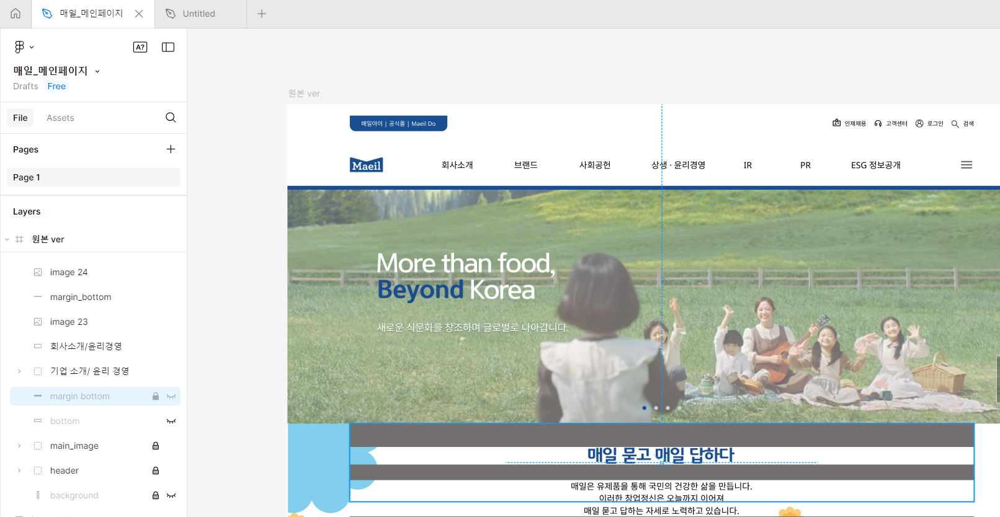 매일_메인페이지
Untitled
A?
매일_메인페이지
Drafts Free
File Assets
Pages
Page 1
Layers
원본 ver
image 24
margin_bottom
image 23
회사소개/윤리경영
기업 소개/ 윤리 경영
margin bottom
bottom
main_image
header
background
원본 ver
매일아이 | 공식몰 | Maeil Do
인재채용 고객센터 로그인 검색
Maeil
회사소개 브랜드 사회공헌 상생 · 윤리경영 IR PR ESG 정보공개
More than food,
Beyond Korea
새로운 식문화를 창조하며 글로벌로 나아갑니다.
매일 묻고 매일 답하다
매일은 유제품을 통해 국민의 건강한 삶을 만듭니다.
이러한 창업정신은 오늘까지 이어져
매일 묻고 답하는 자세로 노력하고 있습니다.